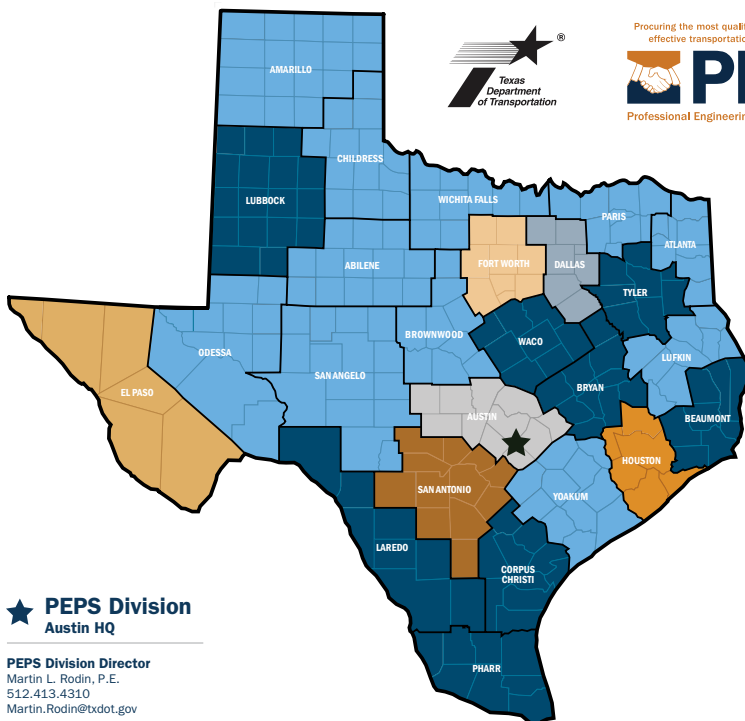 Procuring the most qualif
effective transportatio
®
Texas
Department
of Transportation
PE
Professional Engineerin
AMARILLO
CHILDRESS
LUBBOCK
WICHITA FALLS
PARIS
ATLANTA
FORT WORTH
DALLAS
ABILENE
TYLER
BROWNWOOD
WACO
ODESSA
SAN ANGELO
LUFKIN
BRYAN
EL PASO
AUSTIN
BEAUMONT
HOUSTON
SAN ANTONIO
YOAKUM
LAREDO
CORPUS
CHRISTI
PHARR
PEPS Division
Austin HQ
PEPS Division Director
Martin L. Rodin, P.E.
512.413.4310
Martin.Rodin@txdot.gov